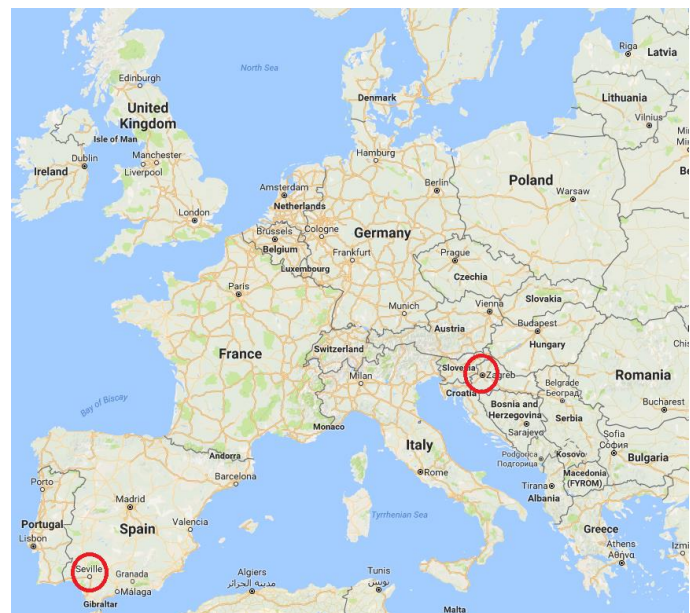 North Sea
Riga
Latvia
Edinburgh
Denmark
Lithuania
United
Kingdom
Vilnius
Isle of Man
Hamburg
Dublin
Manchester
Ireland
Liverpool
Amsterdam
Berlin
Poland
Warsaw
Netherlands
London
Brussels
Cologne
Germany
Belgium
Frankfurt
Prague
Luxembourg
Czechia
Paris
Munich
Vienna
Slovakia
Austria
Budapest
France
Switzerland
Hungary
Slovenia
Zagreb
Milan
Romania
Croatia
Belgrade
Београд
Bosnia and
Herzegovina
Bucharest
Bay of Biscay
Monaco
Serbia
Sarajevo
Italy
Sofia
София
Andorra
Podgorica
Подгорица
Kosovo
Bulgaria
Porto
Barcelona
Rome
Macedonia
(FYROM)
Tirana
Albania
Madrid
Tyrrhenian Sea
Portugal
Spain
Valencia
Lisbon
Greece
Athens
Αθήνα
Seville
Granada
Málaga
Gibraltar
Algiers
مدينة الجزائر
Tunis
تونس
Malta